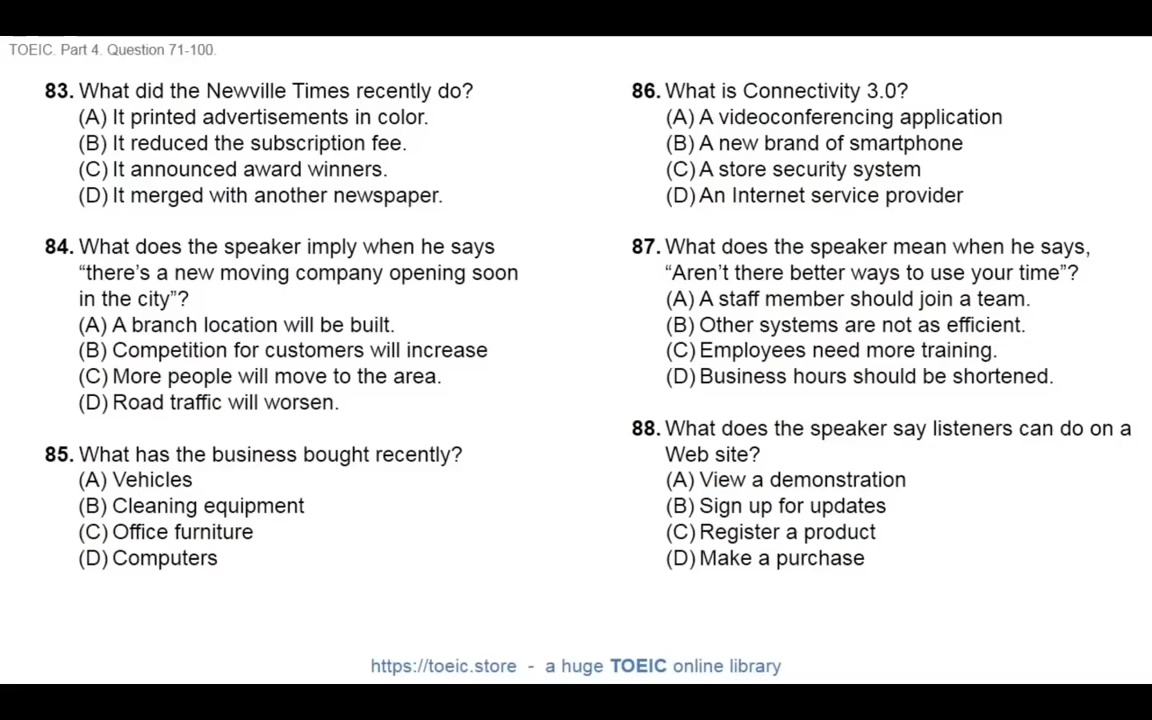 TOEIC. Part 4. Question 71-100.
83. What did the Newville Times recently do?
(A) It printed advertisements in color.
(B) It reduced the subscription fee.
(C) It announced award winners.
(D) It merged with another newspaper.
84. What does the speaker imply when he says
“there’s a new moving company opening soon
in the city”?
(A) A branch location will be built.
(B) Competition for customers will increase
(C) More people will move to the area.
(D) Road traffic will worsen.
85. What has the business bought recently?
(A) Vehicles
(B) Cleaning equipment
(C) Office furniture
(D) Computers
86. What is Connectivity 3.0?
(A) A videoconferencing application
(B) A new brand of smartphone
(C) A store security system
(D) An Internet service provider
87. What does the speaker mean when he says,
“Aren’t there better ways to use your time”?
(A) A staff member should join a team.
(B) Other systems are not as efficient.
(C) Employees need more training.
(D) Business hours should be shortened.
88. What does the speaker say listeners can do on a
Web site?
(A) View a demonstration
(B) Sign up for updates
(C) Register a product
(D) Make a purchase
https://toeic.store - a huge TOEIC online library